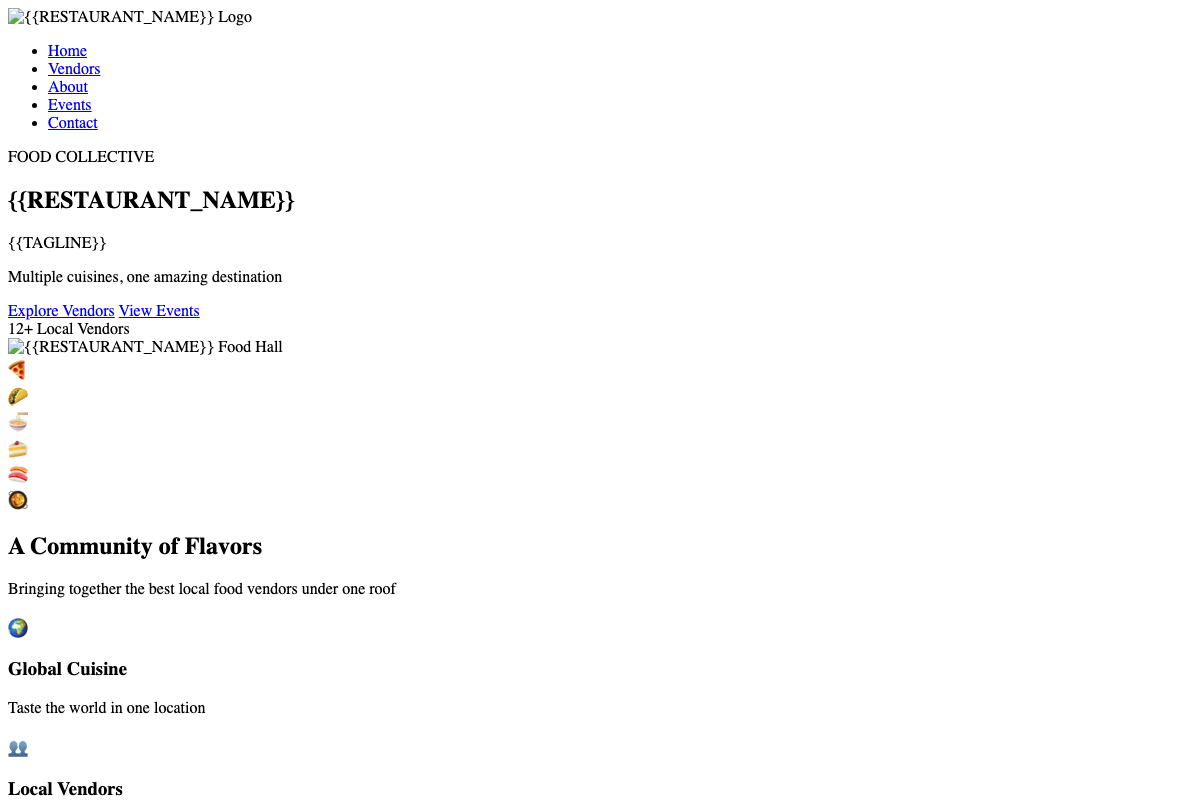 {{RESTAURANT_NAME}} Logo
Home
Vendors
About
Events
Contact
FOOD COLLECTIVE
{{RESTAURANT_NAME}}
{{TAGLINE}}
Multiple cuisines, one amazing destination
Explore Vendors View Events
12+ Local Vendors
{{RESTAURANT_NAME}} Food Hall
A Community of Flavors
Bringing together the best local food vendors under one roof
Global Cuisine
Taste the world in one location
Local Vendors